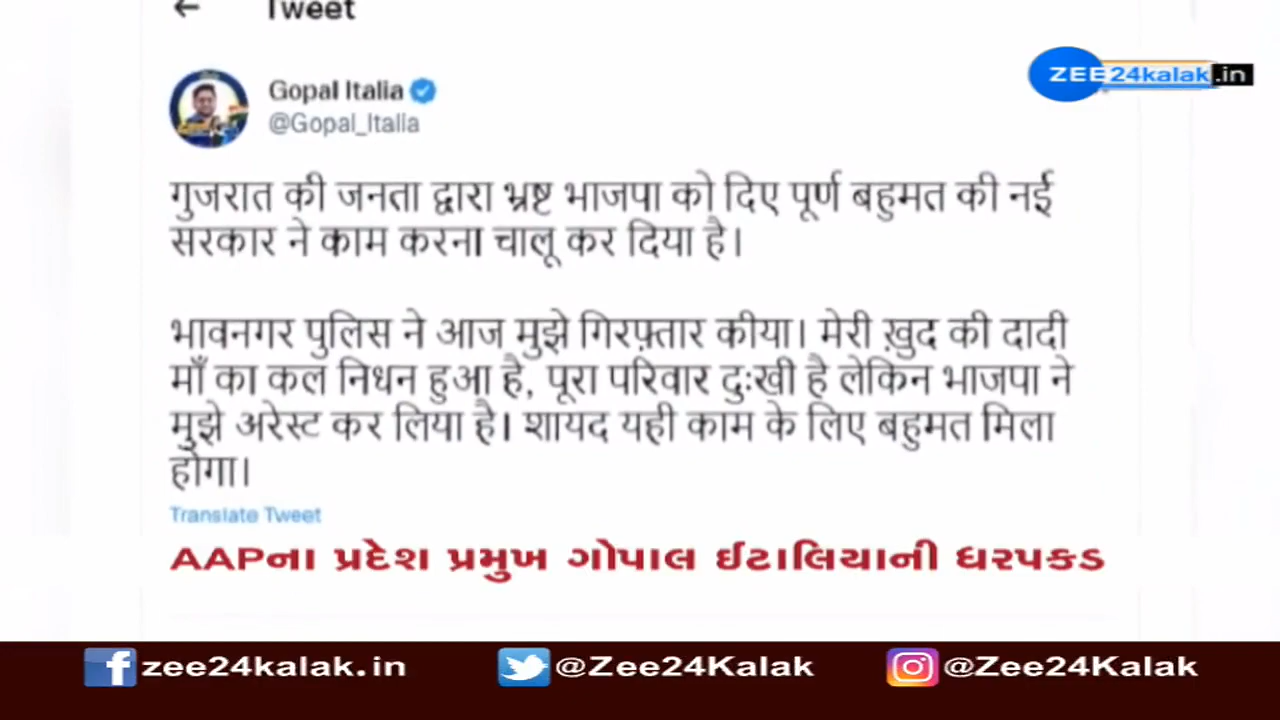 Tweet
ZEE24kalak.in
Gopal Italia
@Gopal_Italia
गुजरात की जनता द्वारा भ्रष्ट भाजपा को दिए पूर्ण बहुमत की नई
सरकार ने काम करना चालू कर दिया है।
भावनगर पुलिस ने आज मुझे गिरफ़्तार कीया। मेरी ख़ुद की दादी
माँ का कल निधन हुआ है, पूरा परिवार दुःखी है लेकिन भाजपा ने
मुझे अरेस्ट कर लिया है। शायद यही काम के लिए बहुमत मिला
होगा।
Translate Tweet
AAPના પ્રદેશ પ્રમુખ ગોપાલ ઈટાલિયાની ધરપકડ
zee24kalak.in @Zee24Kalak @Zee24Kalak